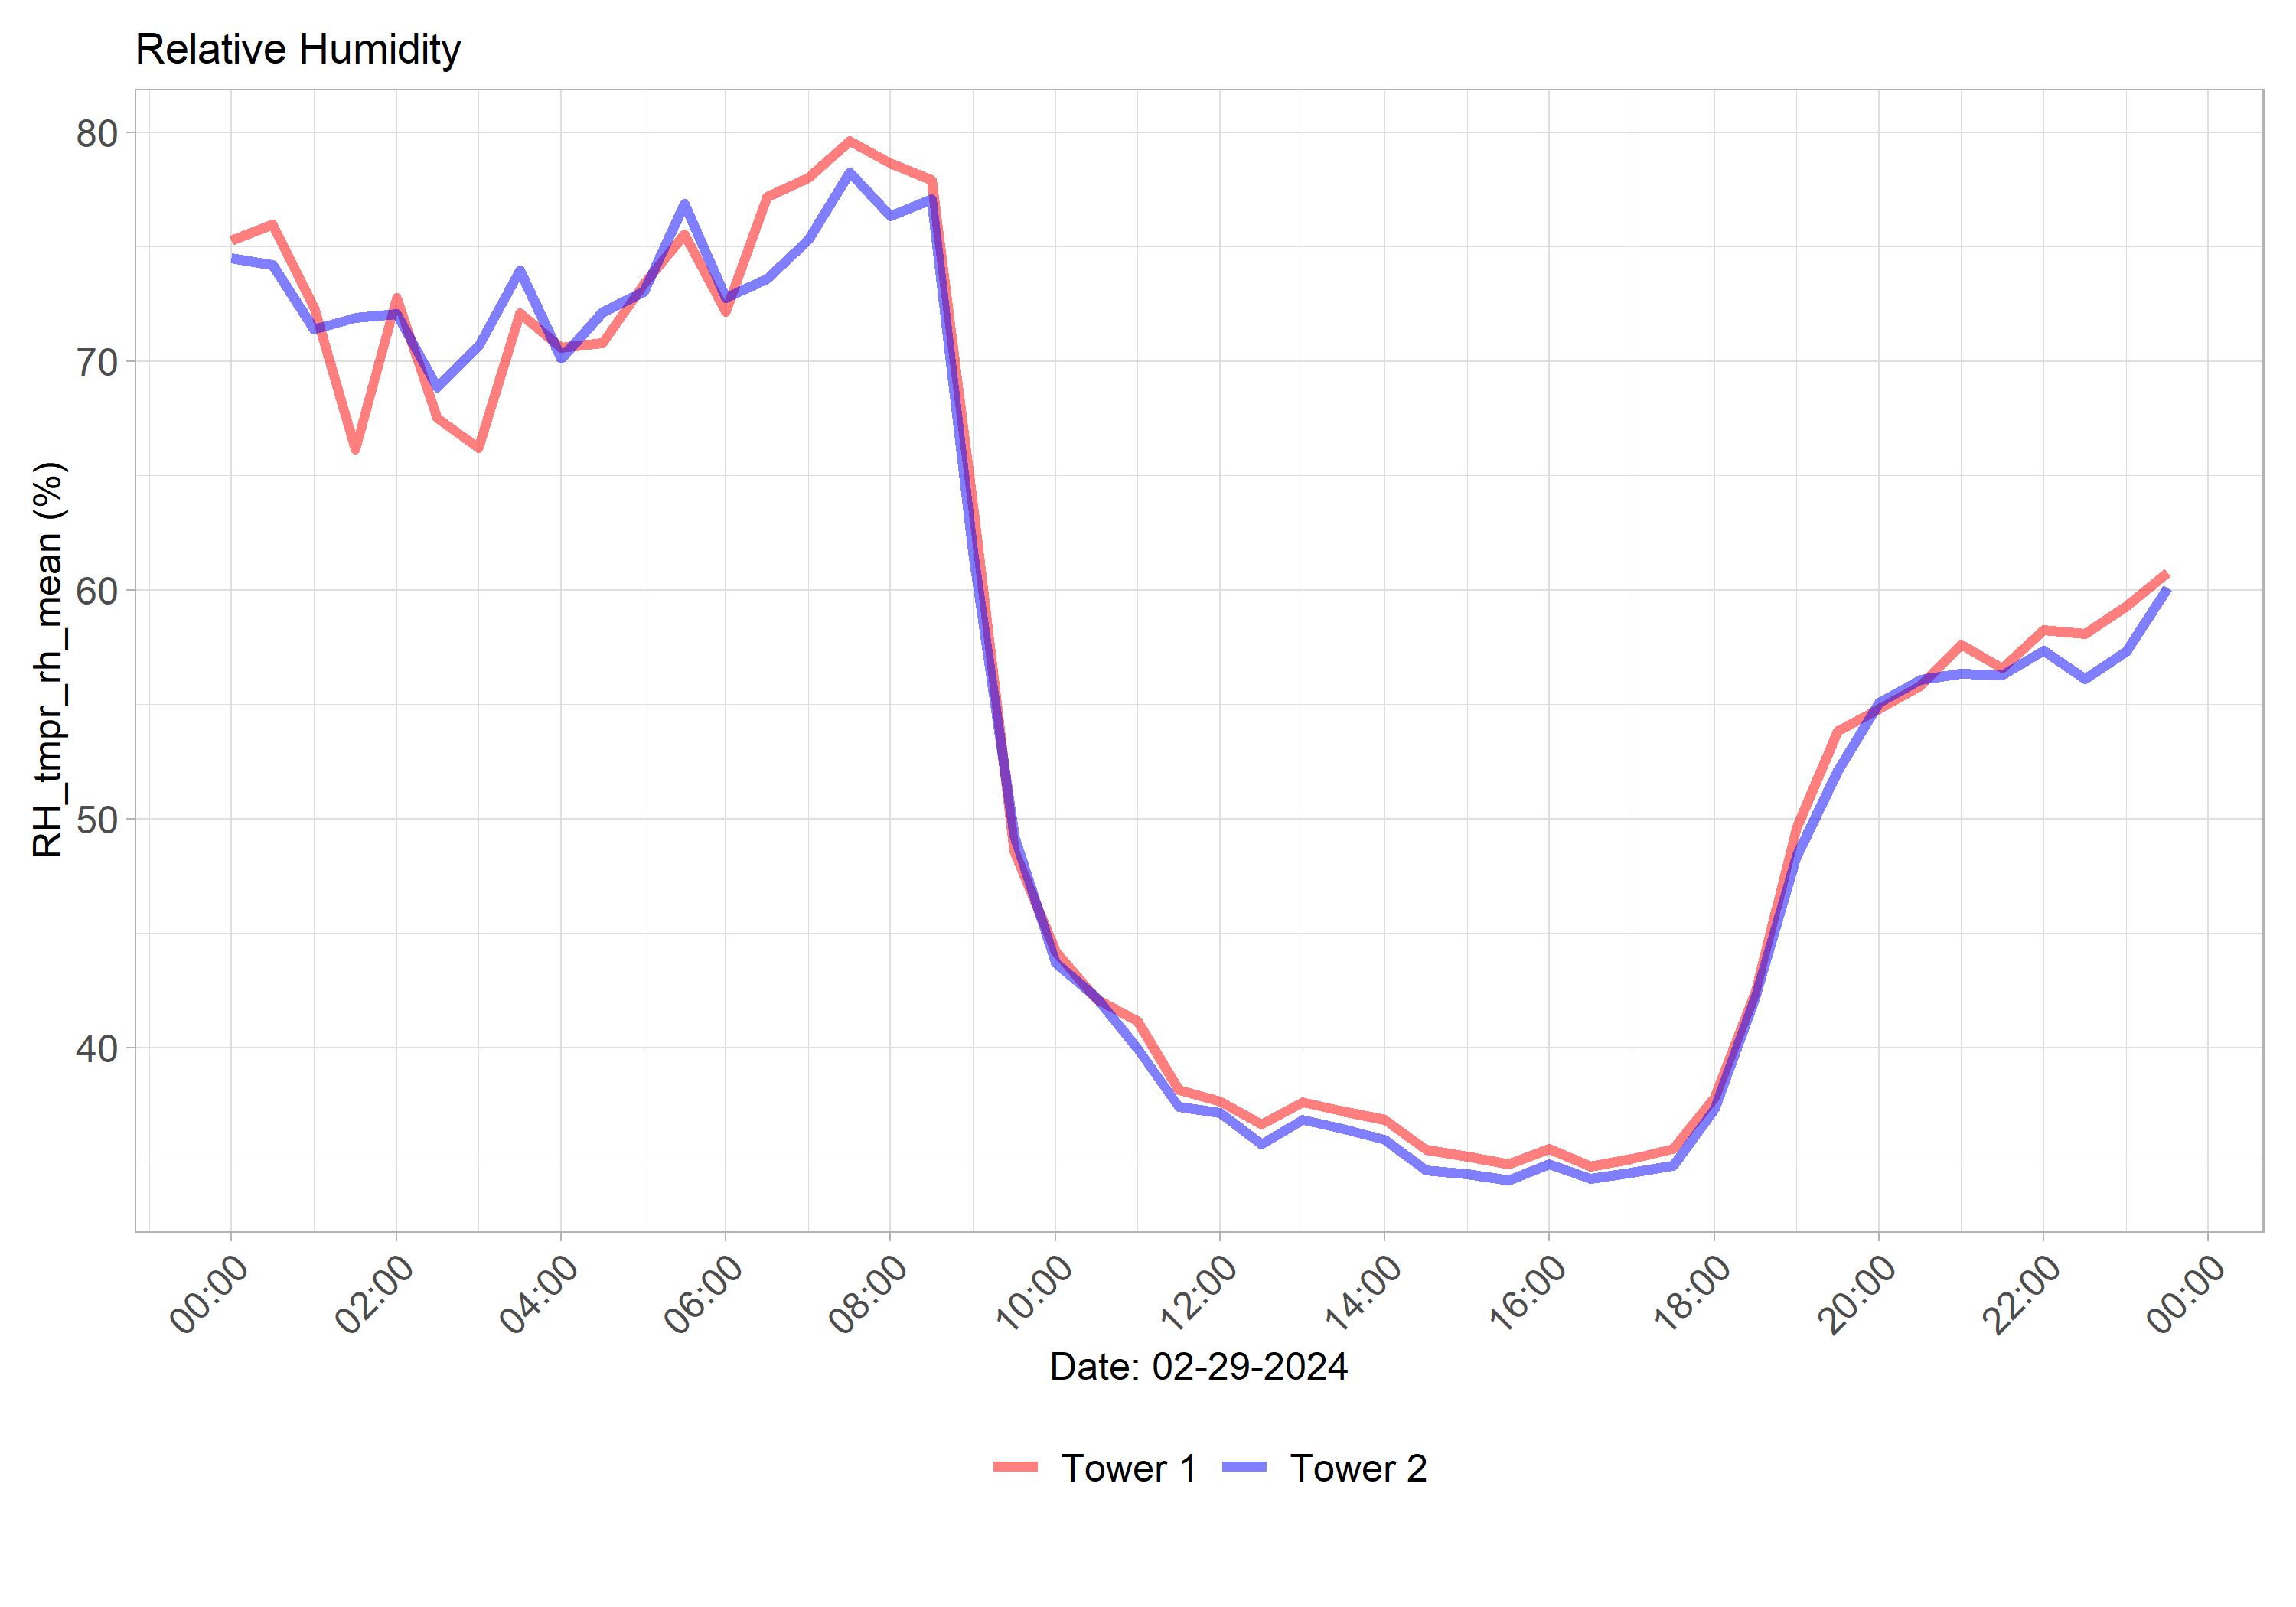 Relative Humidity
RH_tmpr_rh_mean (%)
80
70
60
50
40
00:00 02:00 04:00 06:00 08:00 10:00 12:00 14:00 16:00 18:00 20:00 22:00 00:00
Date: 02-29-2024
Tower 1 Tower 2